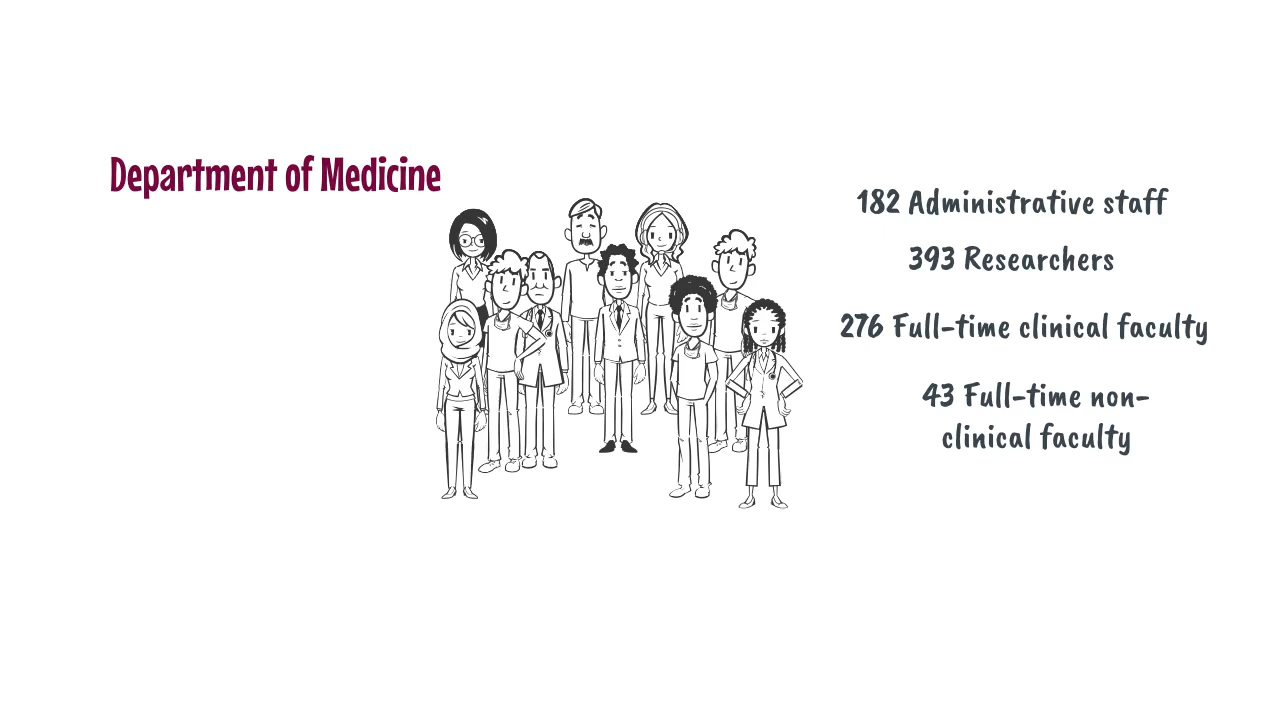 Department of Medicine
182 Administrative staff
393 Researchers
276 Full-time clinical faculty
43 Full-time non-
clinical faculty